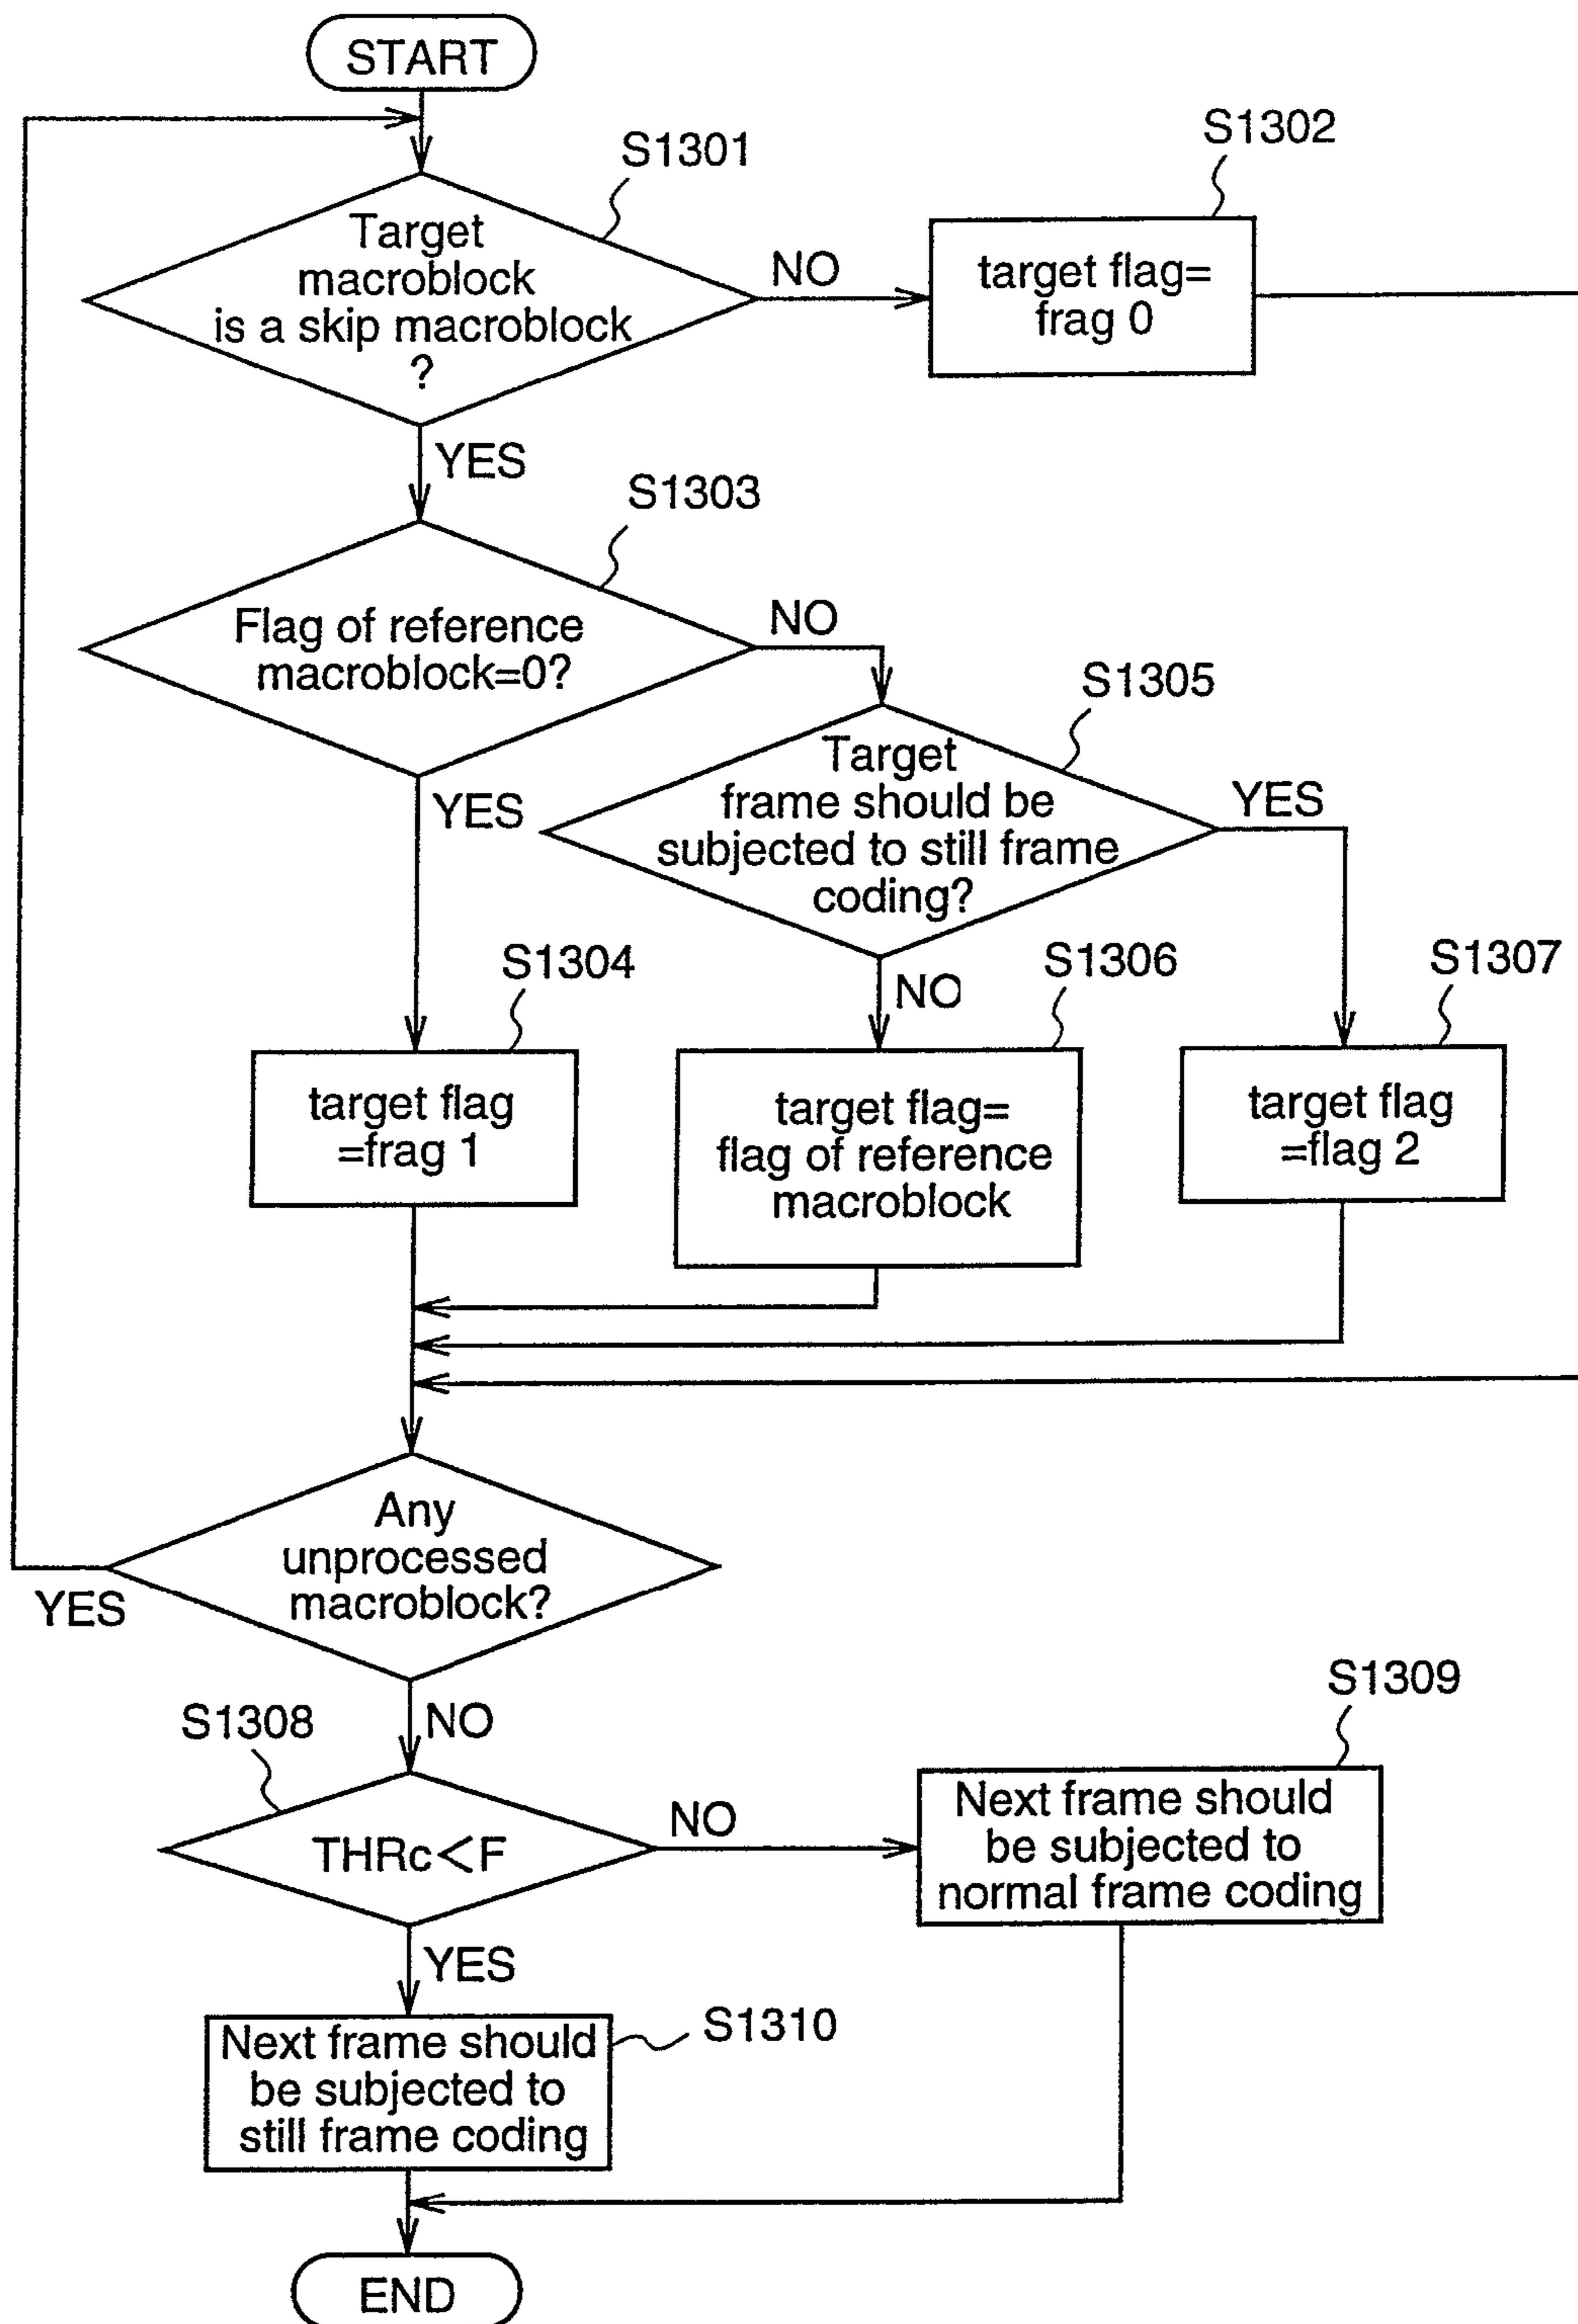 START
S1301
S1302
Target
macroblock
is a skip macroblock
?
NO
target flag=
frag 0
YES
S1303
Flag of reference
macroblock=0?
NO
S1305
YES
Target
frame should be
subjected to still frame
coding?
YES
S1304
NO
S1306
S1307
target flag
=frag 1
target flag=
flag of reference
macroblock
target flag
=flag 2
Any
unprocessed
macroblock?
YES
S1308
NO
S1309
THRc<F
NO
Next frame should
be subjected to
normal frame coding
YES
S1310
Next frame should
be subjected to
still frame coding
END